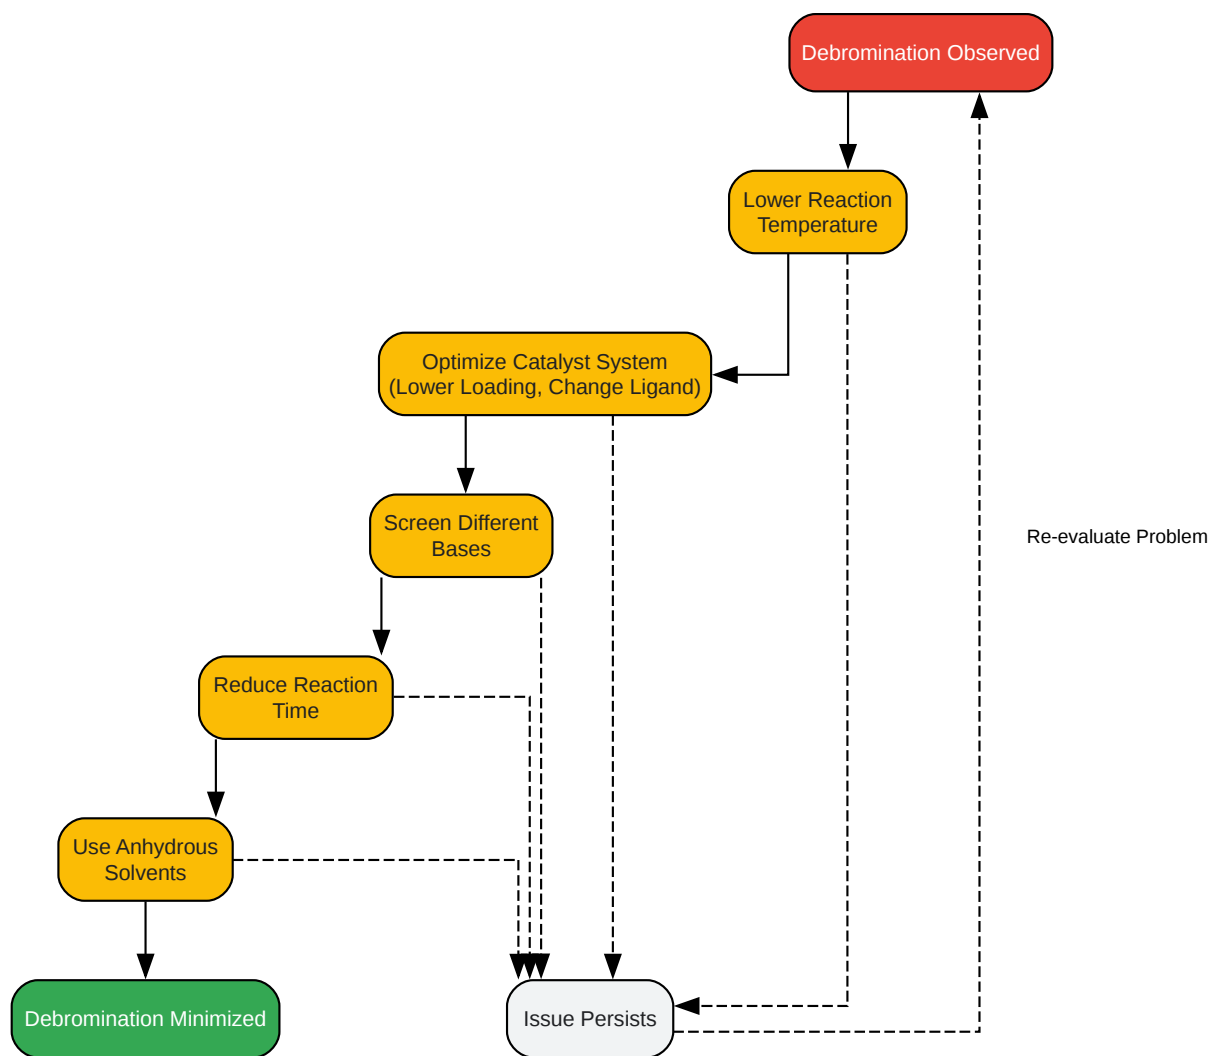 Debromination Observed
Lower Reaction
Temperature
Optimize Catalyst System
(Lower Loading, Change Ligand)
Screen Different
Bases
Re-evaluate Problem
Reduce Reaction
Time
Use Anhydrous
Solvents
Debromination Minimized
Issue Persists